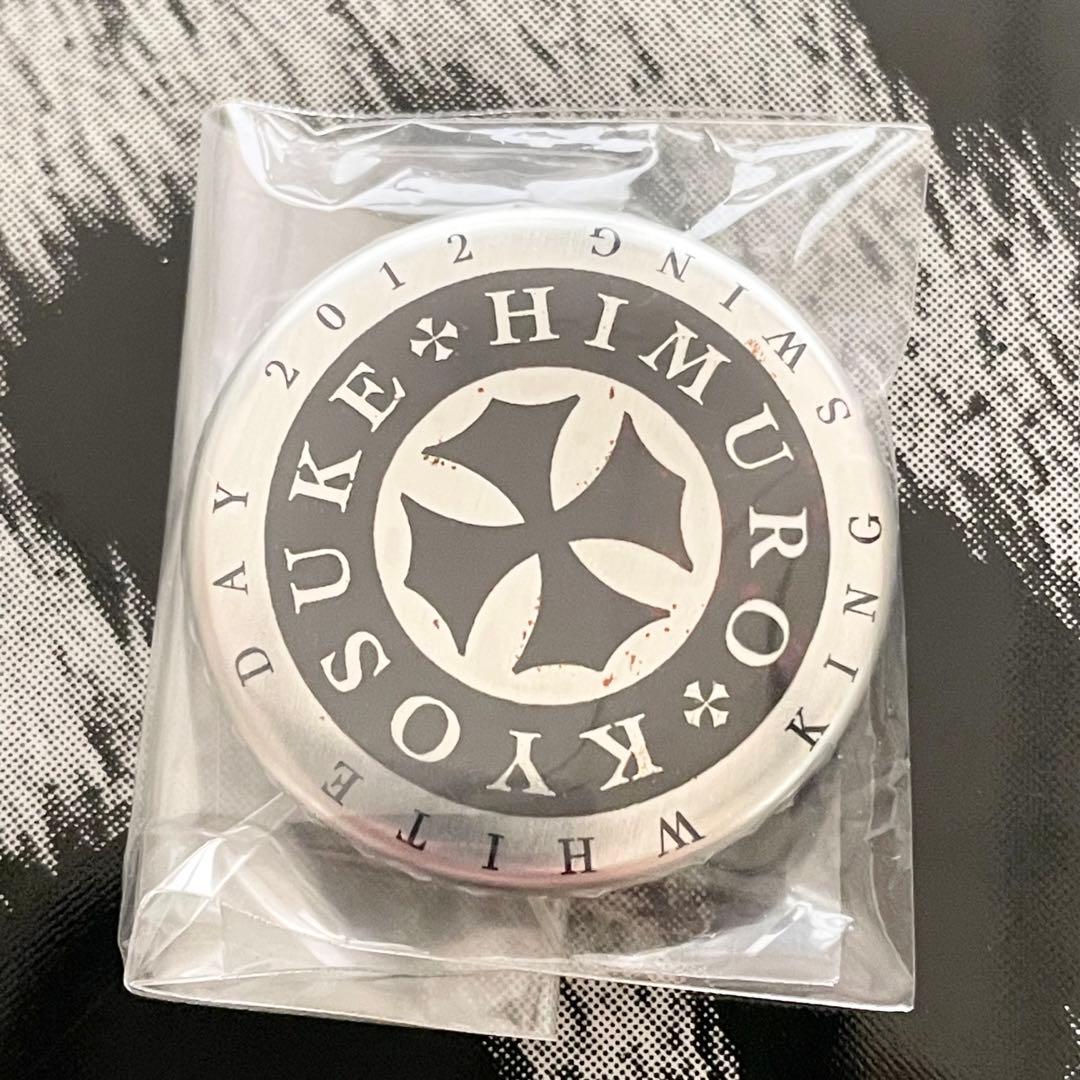 HIMURO
KYOSUKE
SWING KING
WHITE DAY 2012